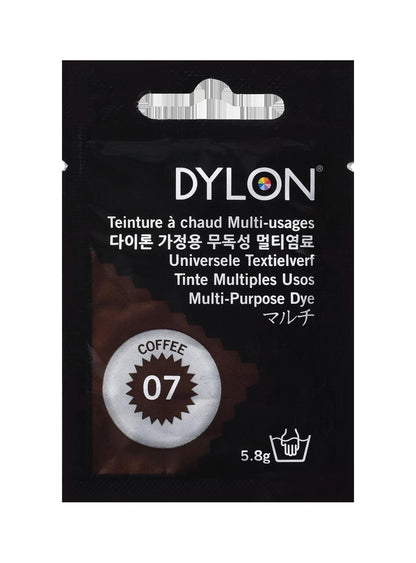 DYLON®
Teinture à chaud Multi-usages
다이론 가정용 무독성 멀티염료
Universele Textielverf
Tinte Multiples Usos
Multi-Purpose Dye
マルチ
COFFEE
07
5.8g